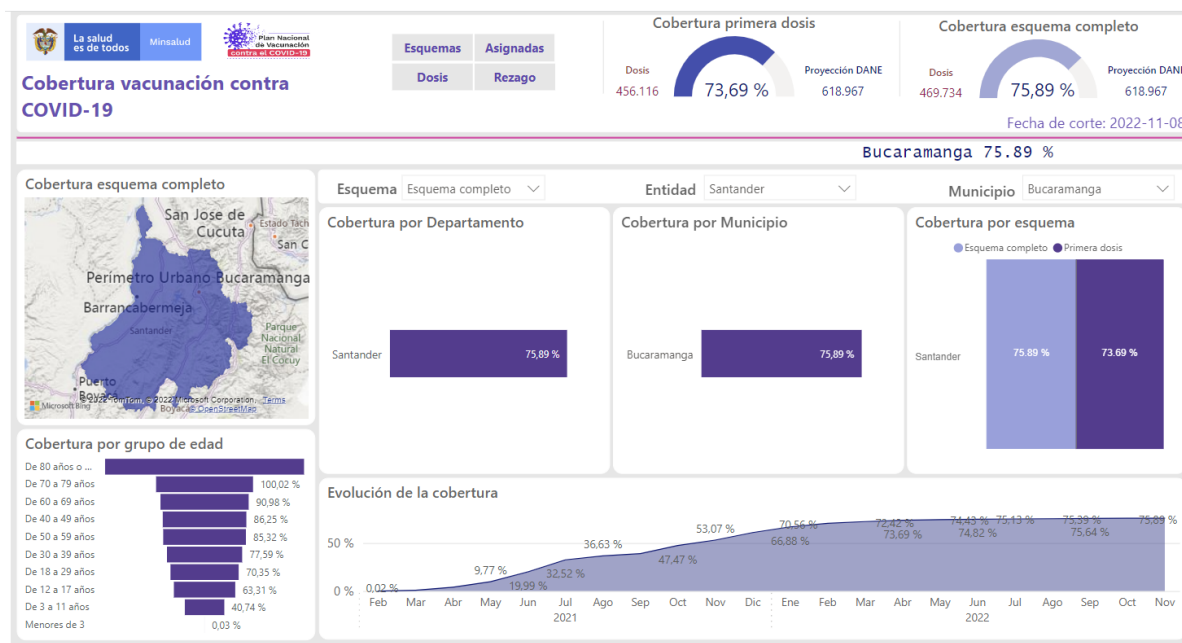 La salud
es de todos
Minsalud
Plan Nacional
de Vacunación
contra el COVID-19
Cobertura vacunación contra
COVID-19
Esquemas Asignadas
Dosis Rezago
Cobertura primera dosis
Dosis
456.116
73,69 %
Proyección DANE
618.967
Cobertura esquema completo
Dosis
469.734
75,89 %
Proyección DANE
618.967
Fecha de corte: 2022-11-08
Bucaramanga 75.89 %
Cobertura esquema completo
San Jose de
Cucuta
Estado Tách
San C
Perímetro Urbano Bucaramanga
Barrancabermeja
Santander
Parque
Nacional
Natural
El Cocuy
Puerto
Boyacá
© 2022 TomTom, © 2022 Microsoft Corporation, Terms
Microsoft Bing
Boyacá
© OpenStreetMap
Esquema Esquema completo
Entidad Santander
Municipio Bucaramanga
Cobertura por Departamento
Santander 75,89 %
Cobertura por Municipio
Bucaramanga 75,89 %
Cobertura por esquema
Esquema completo Primera dosis
Santander 75.89 % 73.69 %
Cobertura por grupo de edad
De 80 años o ...
De 70 a 79 años 100,02 %
De 60 a 69 años 90,98 %
De 40 a 49 años 86,25 %
De 50 a 59 años 85,32 %
De 30 a 39 años 77,59 %
De 18 a 29 años 70,35 %
De 12 a 17 años 63,31 %
De 3 a 11 años 40,74 %
Menores de 3 0,03 %
Evolución de la cobertura
50 %
0 %
0,02 % 9,77 % 19,99 % 32,52 % 36,63 % 47,47 % 53,07 % 66,88 % 70,56 % 72,42 % 73,69 % 74,43 % 74,82 % 75,13 % 75,39 % 75,64 % 75,89 %
Feb Mar Abr May Jun Jul Ago Sep Oct Nov Dic Ene Feb Mar Abr May Jun Jul Ago Sep Oct Nov
2021 2022